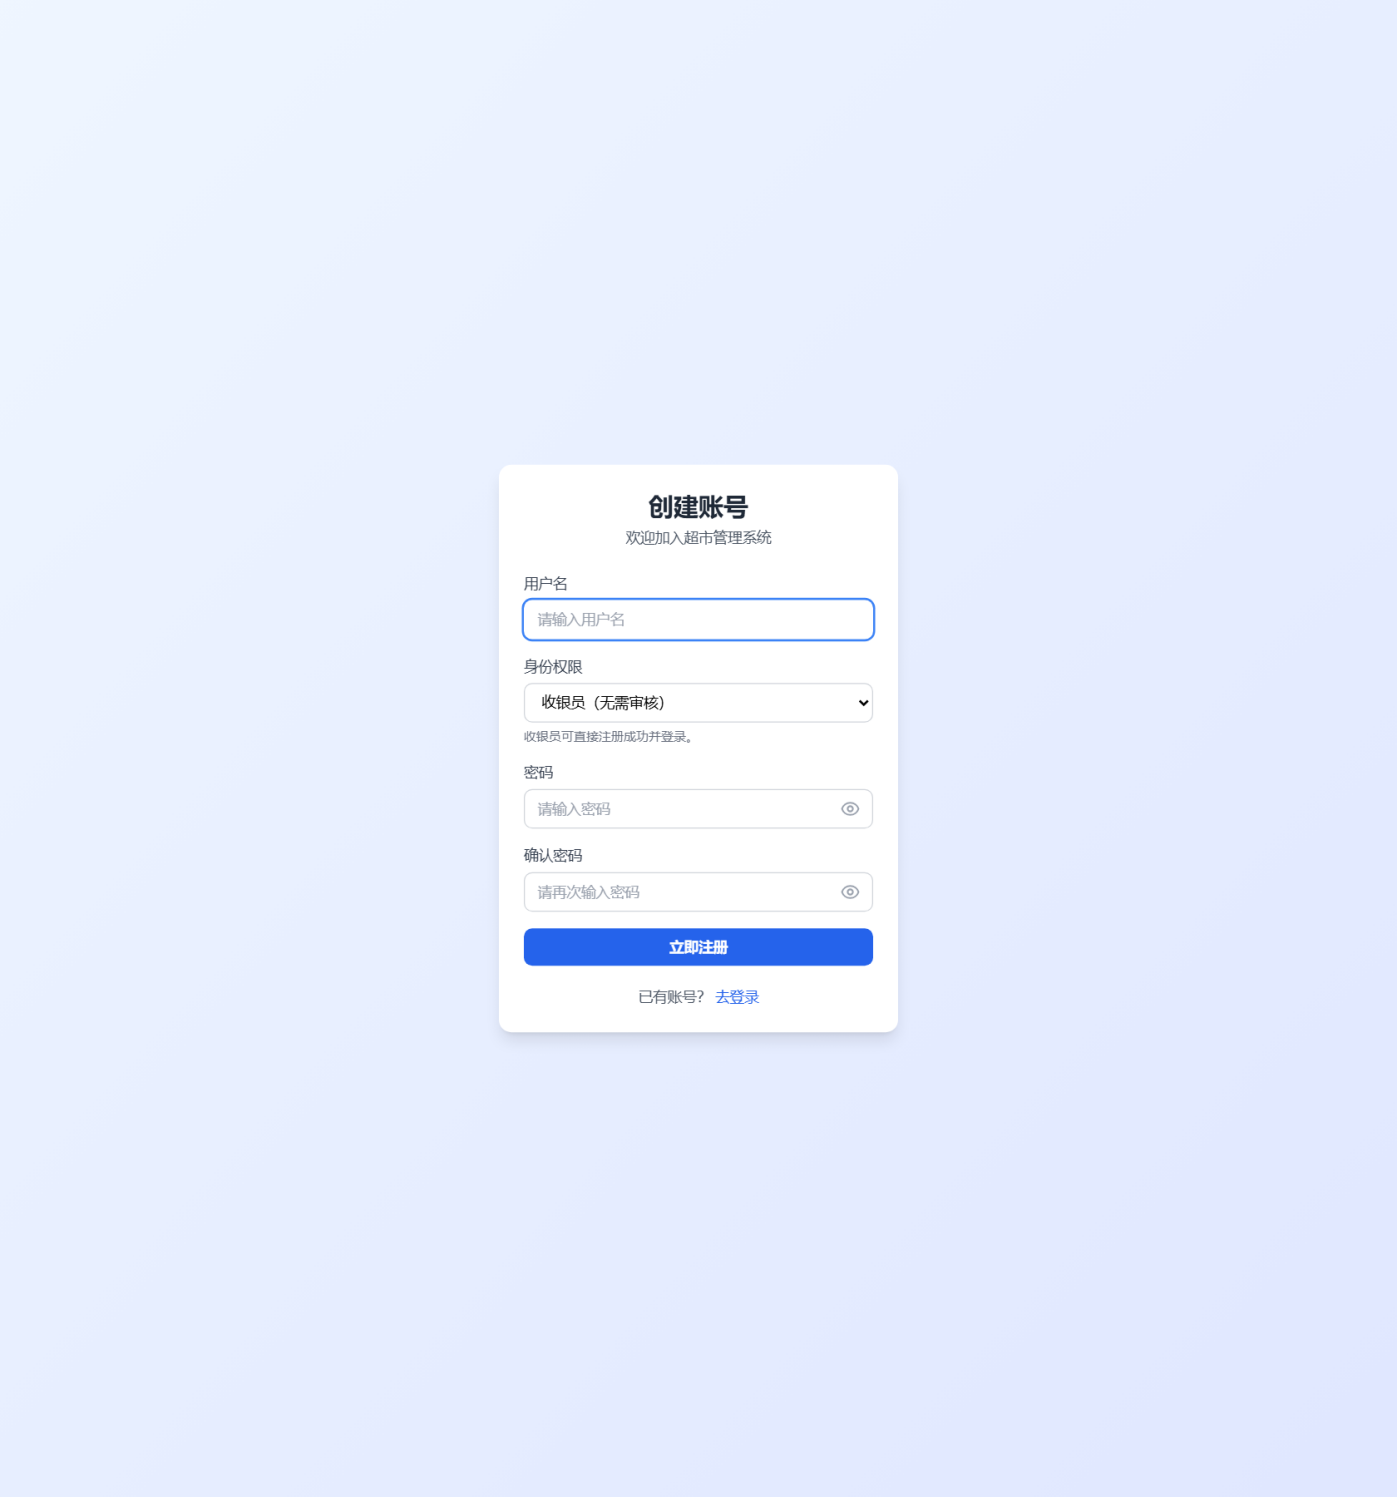 创建账号
欢迎加入超市管理系统
用户名
请输入用户名
身份权限
收银员（无需审核）
收银员可直接注册成功并登录。
密码
请输入密码
确认密码
请再次输入密码
立即注册
已有账号？ 去登录